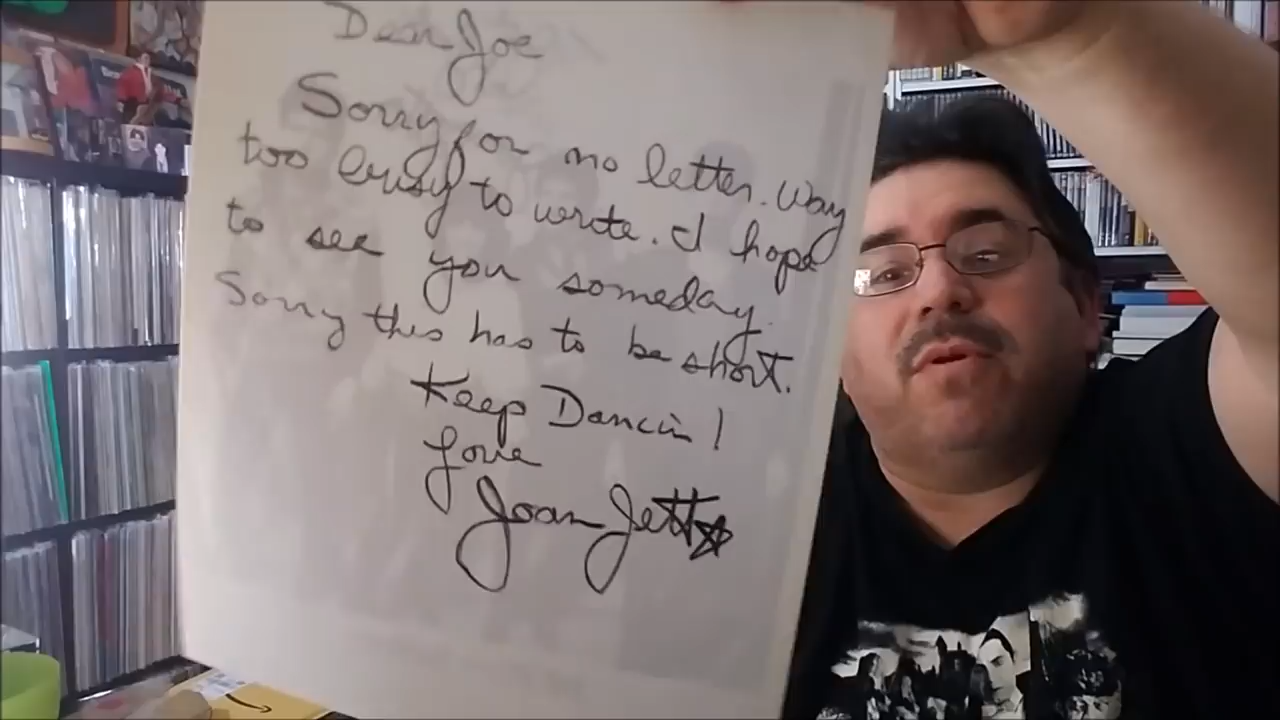 Dear Joe
Sorry for no letter. Way
too busy to write. I hope
to see you someday.
Sorry this has to be short.
Keep Dancin!
Love
Joan Jett